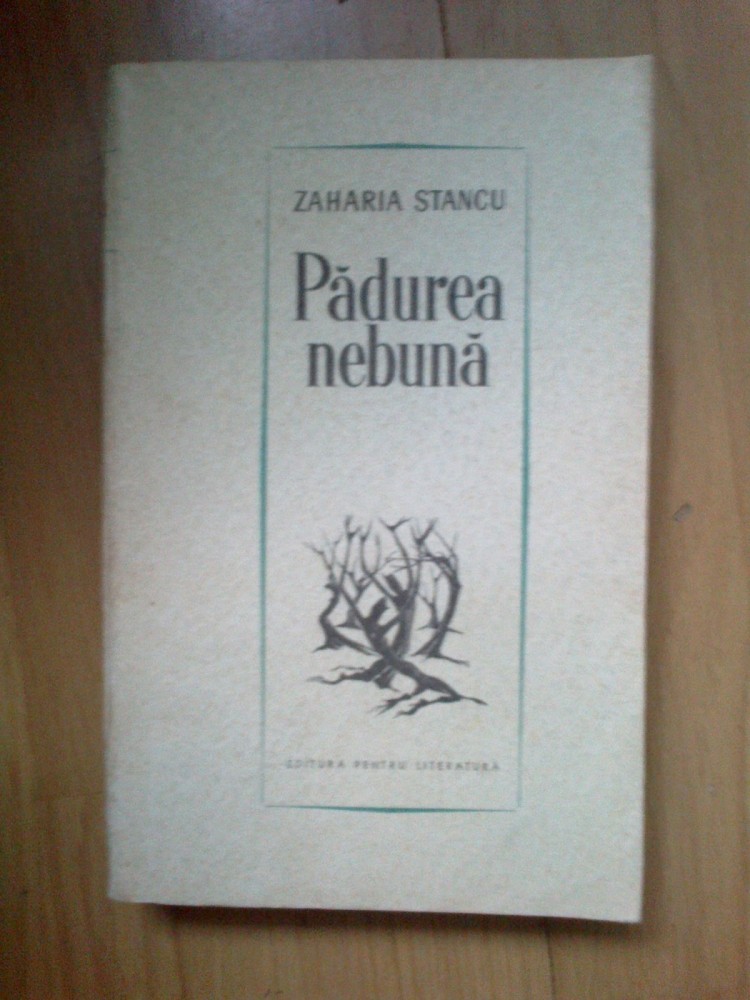 ZAHARIA STANCU
Pădurea
nebună
EDITURA PENTRU LITERATURĂ